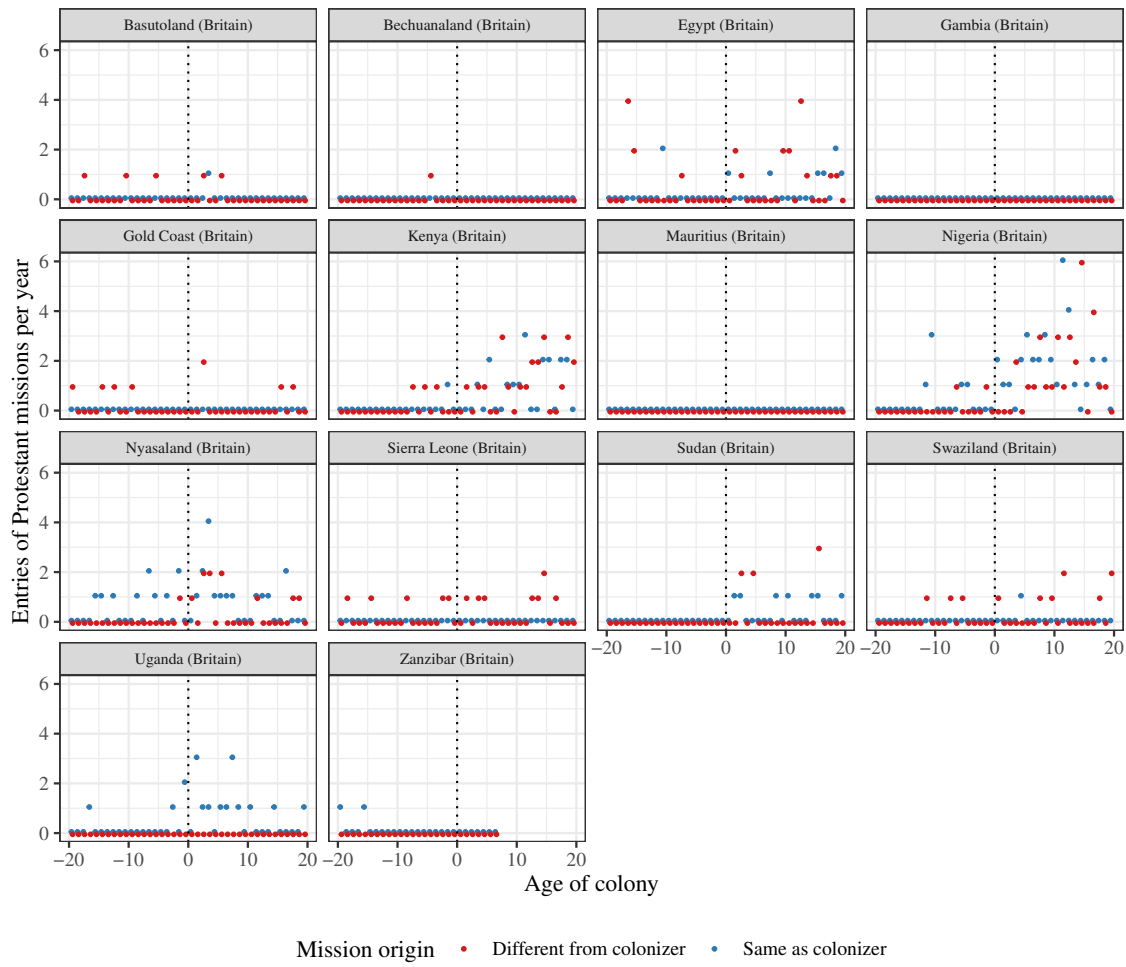 Basutoland (Britain) Bechuanaland (Britain) Egypt (Britain) Gambia (Britain)
6
4
2
0
Gold Coast (Britain) Kenya (Britain) Mauritius (Britain) Nigeria (Britain)
6
4
2
0
Nyasaland (Britain) Sierra Leone (Britain) Sudan (Britain) Swaziland (Britain)
6
4
2
0
−20 −10 0 10 20 −20 −10 0 10 20
Uganda (Britain) Zanzibar (Britain)
6
4
2
0
−20 −10 0 10 20 −20 −10 0 10 20
Entries of Protestant missions per year
Age of colony
Mission origin Different from colonizer Same as colonizer